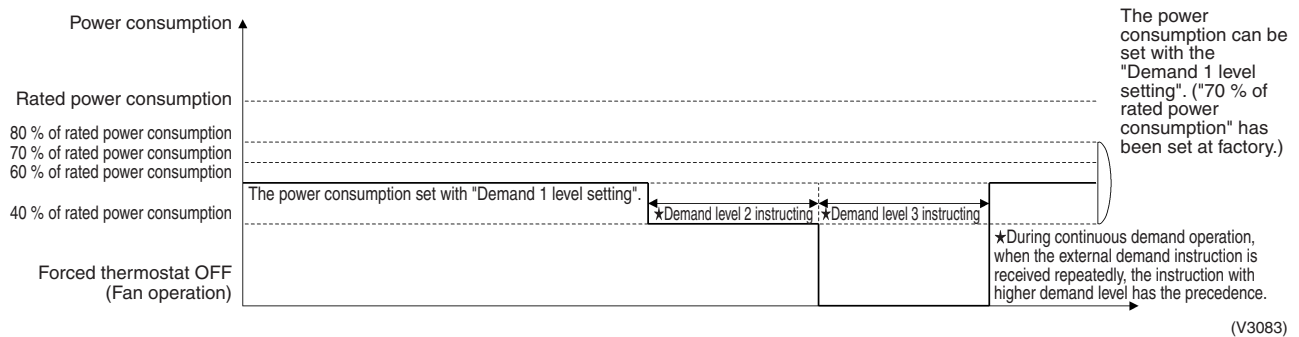 Power consumption
Rated power consumption
80 % of rated power consumption
70 % of rated power consumption
60 % of rated power consumption
40 % of rated power consumption
Forced thermostat OFF
(Fan operation)
The power consumption set with "Demand 1 level setting".
★Demand level 2 instructing
★Demand level 3 instructing
The power
consumption can be
set with the
"Demand 1 level
setting". ("70 % of
rated power
consumption" has
been set at factory.)
★During continuous demand operation,
when the external demand instruction is
received repeatedly, the instruction with
higher demand level has the precedence.
(V3083)